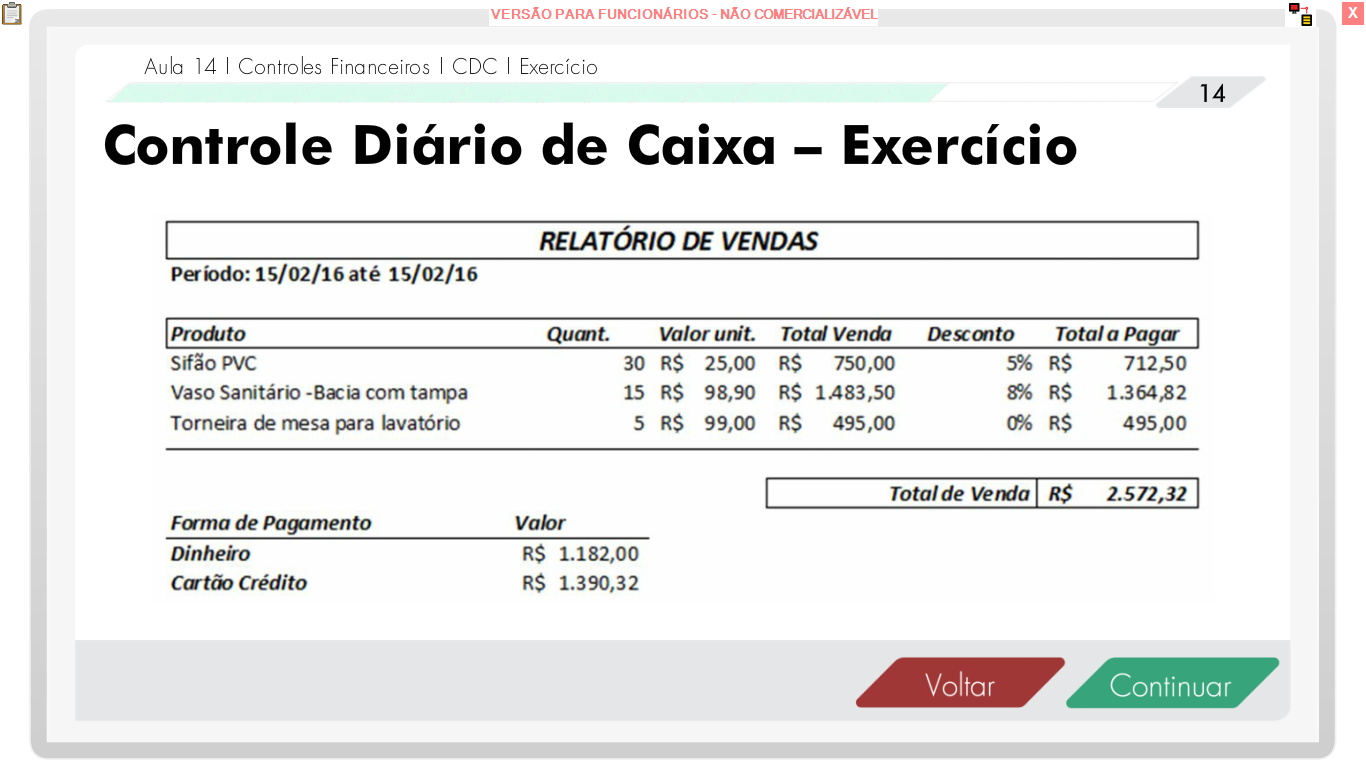 VERSÃO PARA FUNCIONÁRIOS - NÃO COMERCIALIZÁVEL
X
Aula 14 | Controles Financeiros | CDC | Exercício
14
Controle Diário de Caixa – Exercício
RELATÓRIO DE VENDAS
Período: 15/02/16 até 15/02/16
Produto Quant. Valor unit. Total Venda Desconto Total a Pagar
Sifão PVC 30 R$ 25,00 R$ 750,00 5% R$ 712,50
Vaso Sanitário -Bacia com tampa 15 R$ 98,90 R$ 1.483,50 8% R$ 1.364,82
Torneira de mesa para lavatório 5 R$ 99,00 R$ 495,00 0% R$ 495,00
Total de Venda R$ 2.572,32
Forma de Pagamento Valor
Dinheiro R$ 1.182,00
Cartão Crédito R$ 1.390,32
Voltar Continuar